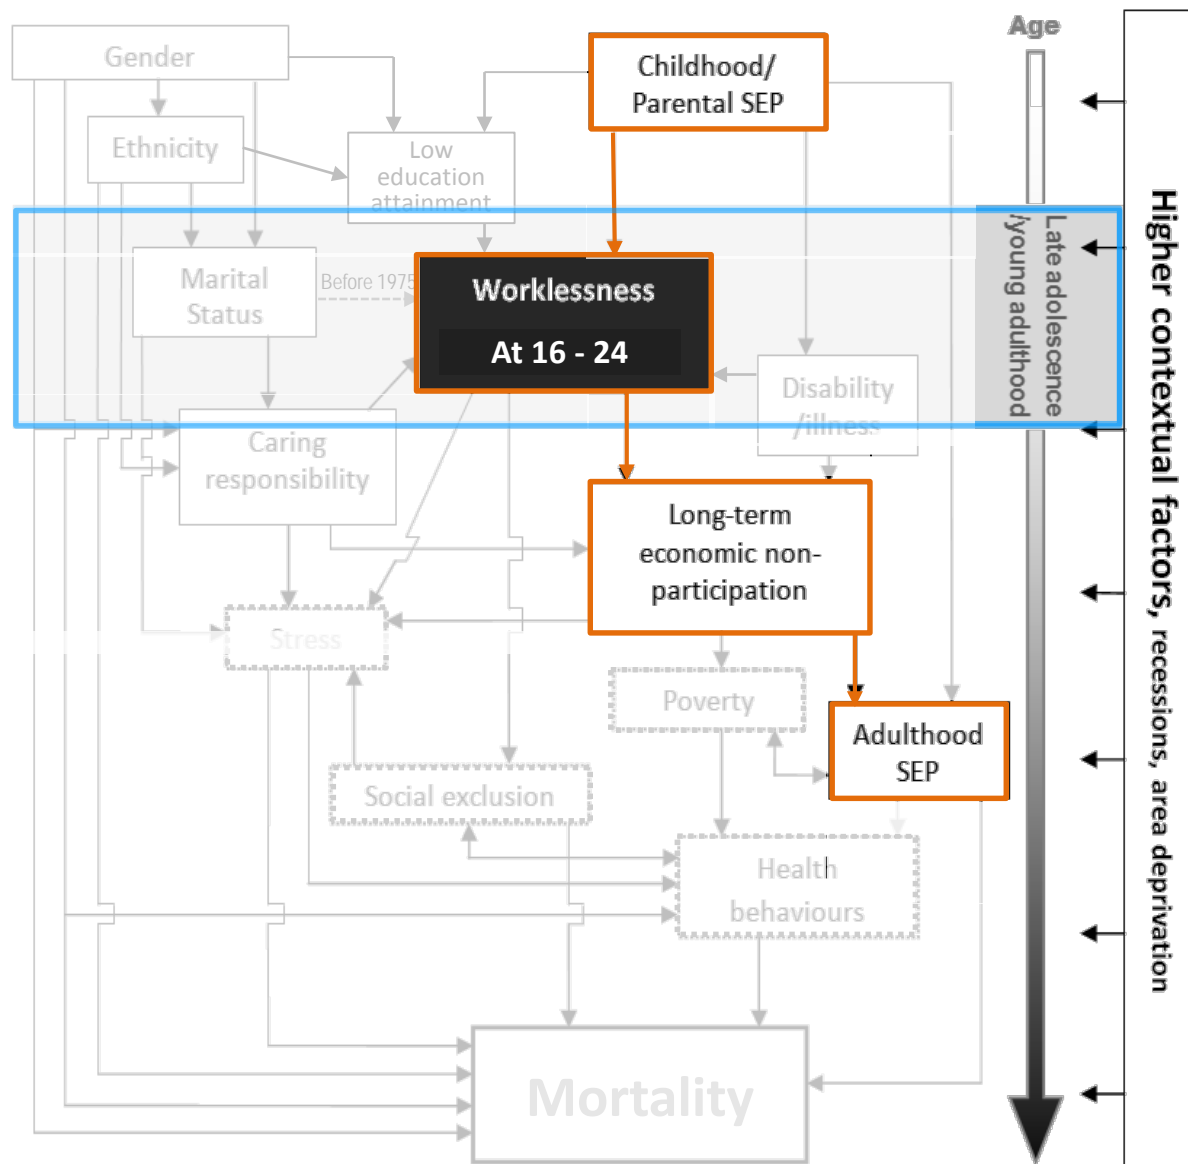 Age
Gender
Childhood/
Parental SEP
Ethnicity
Low
education
attainment
Late adolescence
/young adulthood
Higher contextual factors, recessions, area deprivation
Marital
Status
Before 1975
Worklessness
At 16 - 24
Disability
/illness
Caring
responsibility
Long-term
economic non-
participation
Stress
Poverty
Adulthood
SEP
Social exclusion
Health
behaviours
Mortality